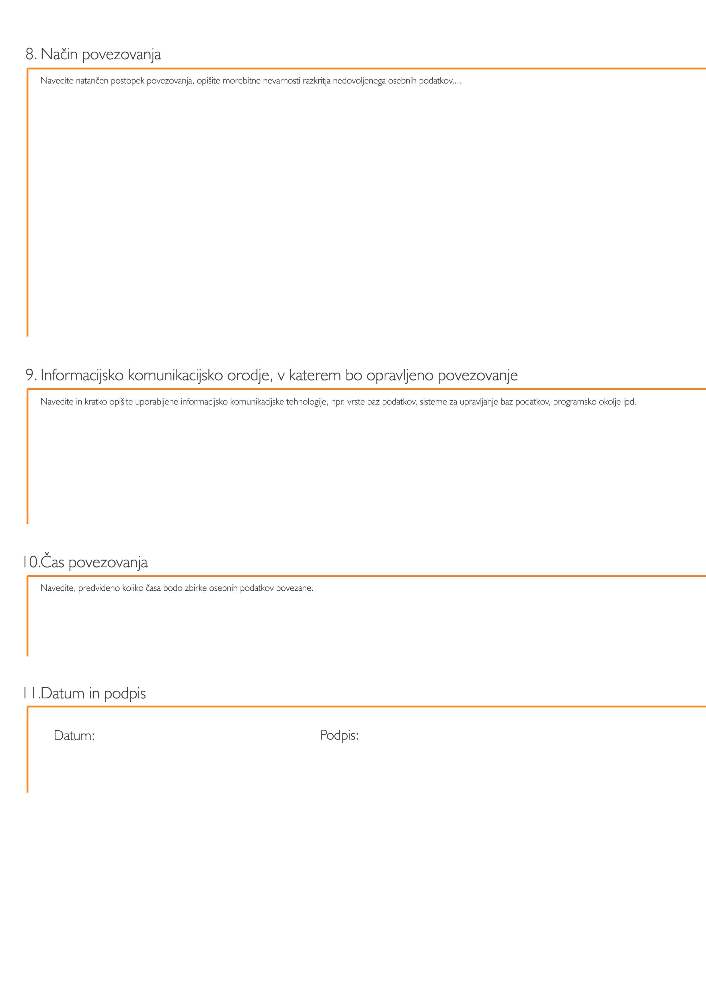 8. Način povezovanja
Navedite natančen postopek povezovanja, opišite morebitne nevarnosti razkritja nedovoljenega osebnih podatkov,...
9. Informacijsko komunikacijsko orodje, v katerem bo opravljeno povezovanje
Navedite in kratko opišite uporabljene informacijsko komunikacijske tehnologije, npr. vrste baz podatkov, sisteme za upravljanje baz podatkov, programsko okolje ipd.
10.Čas povezovanja
Navedite, predvideno koliko časa bodo zbirke osebnih podatkov povezane.
11.Datum in podpis
Datum: Podpis: